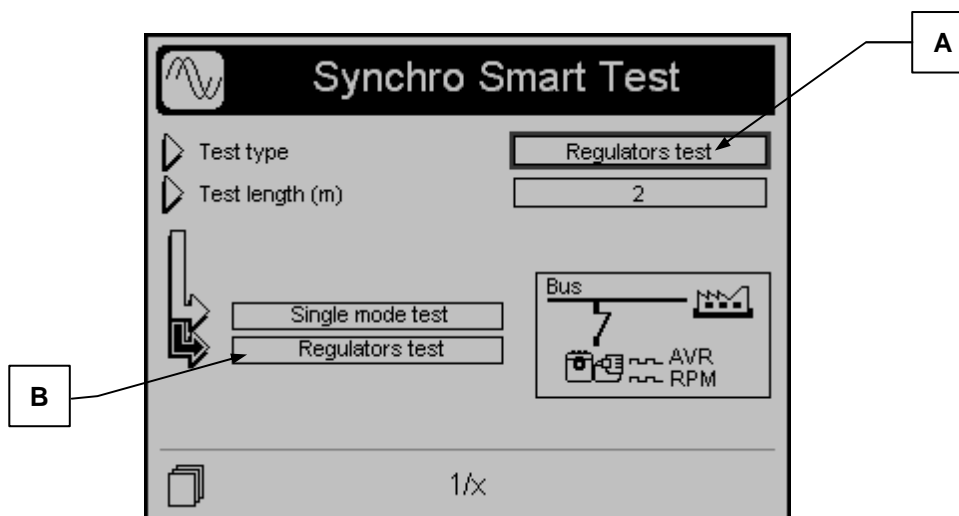 A
Synchro Smart Test
Test type Regulators test
Test length (m) 2
Bus
Single mode test
Regulators test
AVR
RPM
B
1/x